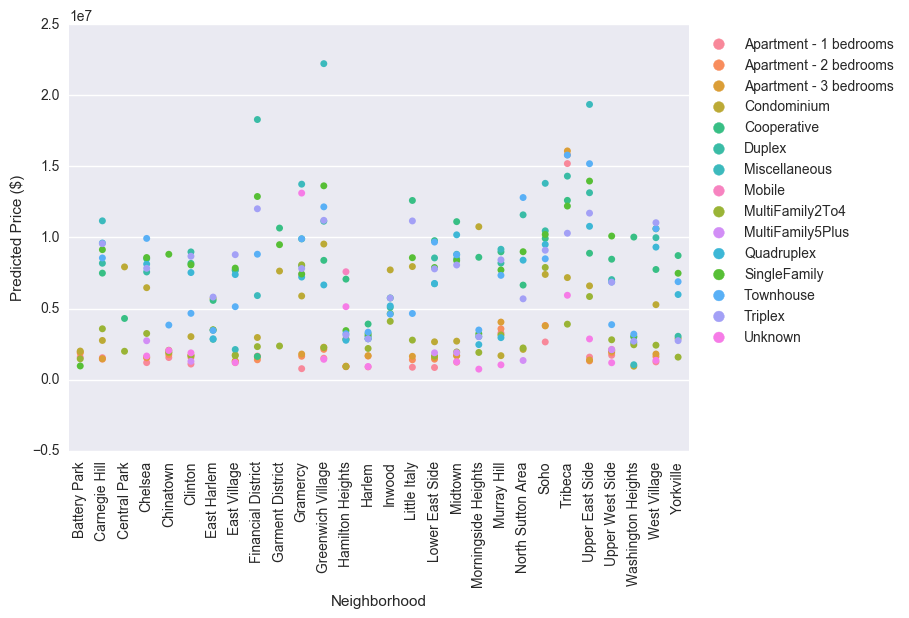 1e7
2.5
2.0
1.5
1.0
0.5
0.0
−0.5
Predicted Price ($)
Battery Park
Carnegie Hill
Central Park
Chelsea
Chinatown
Clinton
East Harlem
East Village
Financial District
Garment District
Gramercy
Greenwich Village
Hamilton Heights
Harlem
Inwood
Little Italy
Lower East Side
Midtown
Morningside Heights
Murray Hill
North Sutton Area
Soho
Tribeca
Upper East Side
Upper West Side
Washington Heights
West Village
Yorkville
Neighborhood
Apartment - 1 bedrooms
Apartment - 2 bedrooms
Apartment - 3 bedrooms
Condominium
Cooperative
Duplex
Miscellaneous
Mobile
MultiFamily2To4
MultiFamily5Plus
Quadruplex
SingleFamily
Townhouse
Triplex
Unknown